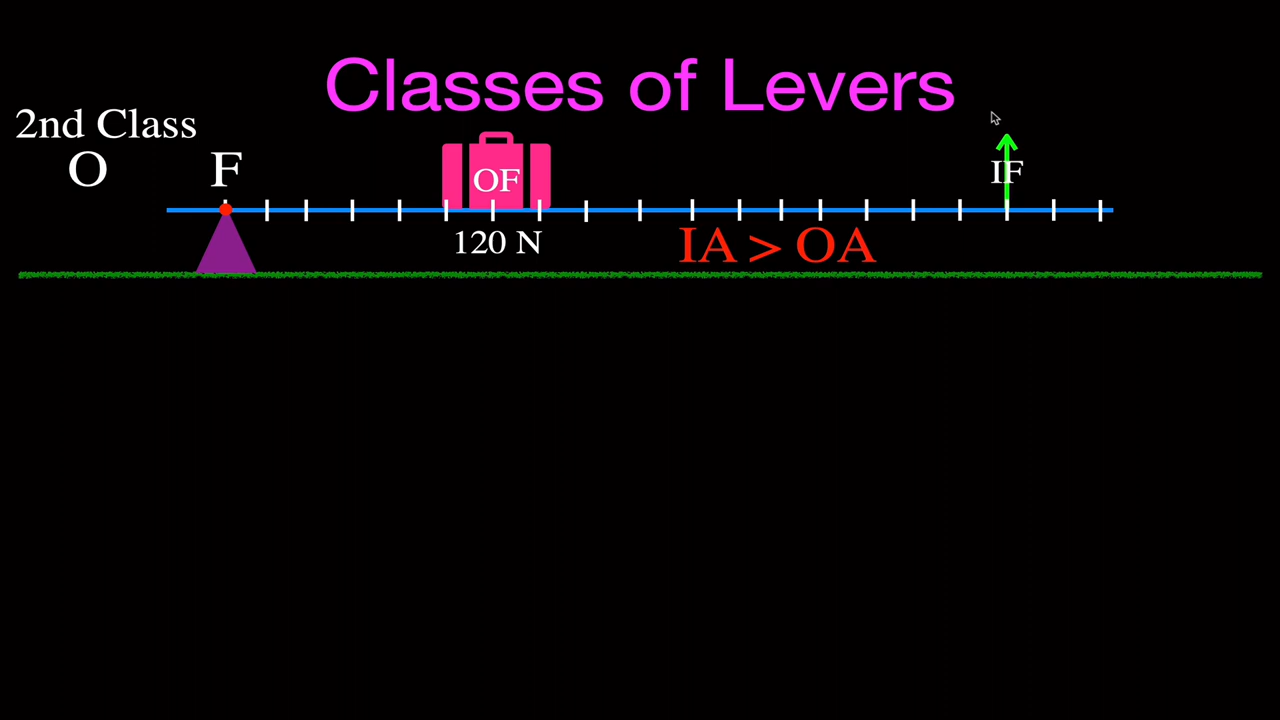 Classes of Levers
2nd Class
O
F
OF
IF
120 N
IA > OA